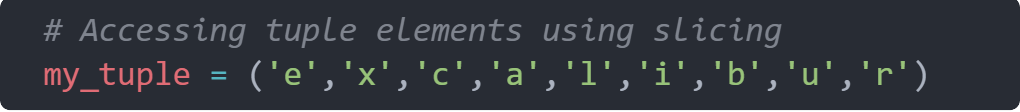 # Accessing tuple elements using slicing
my_tuple = ('e','x','c','a','l','i','b','u','r')